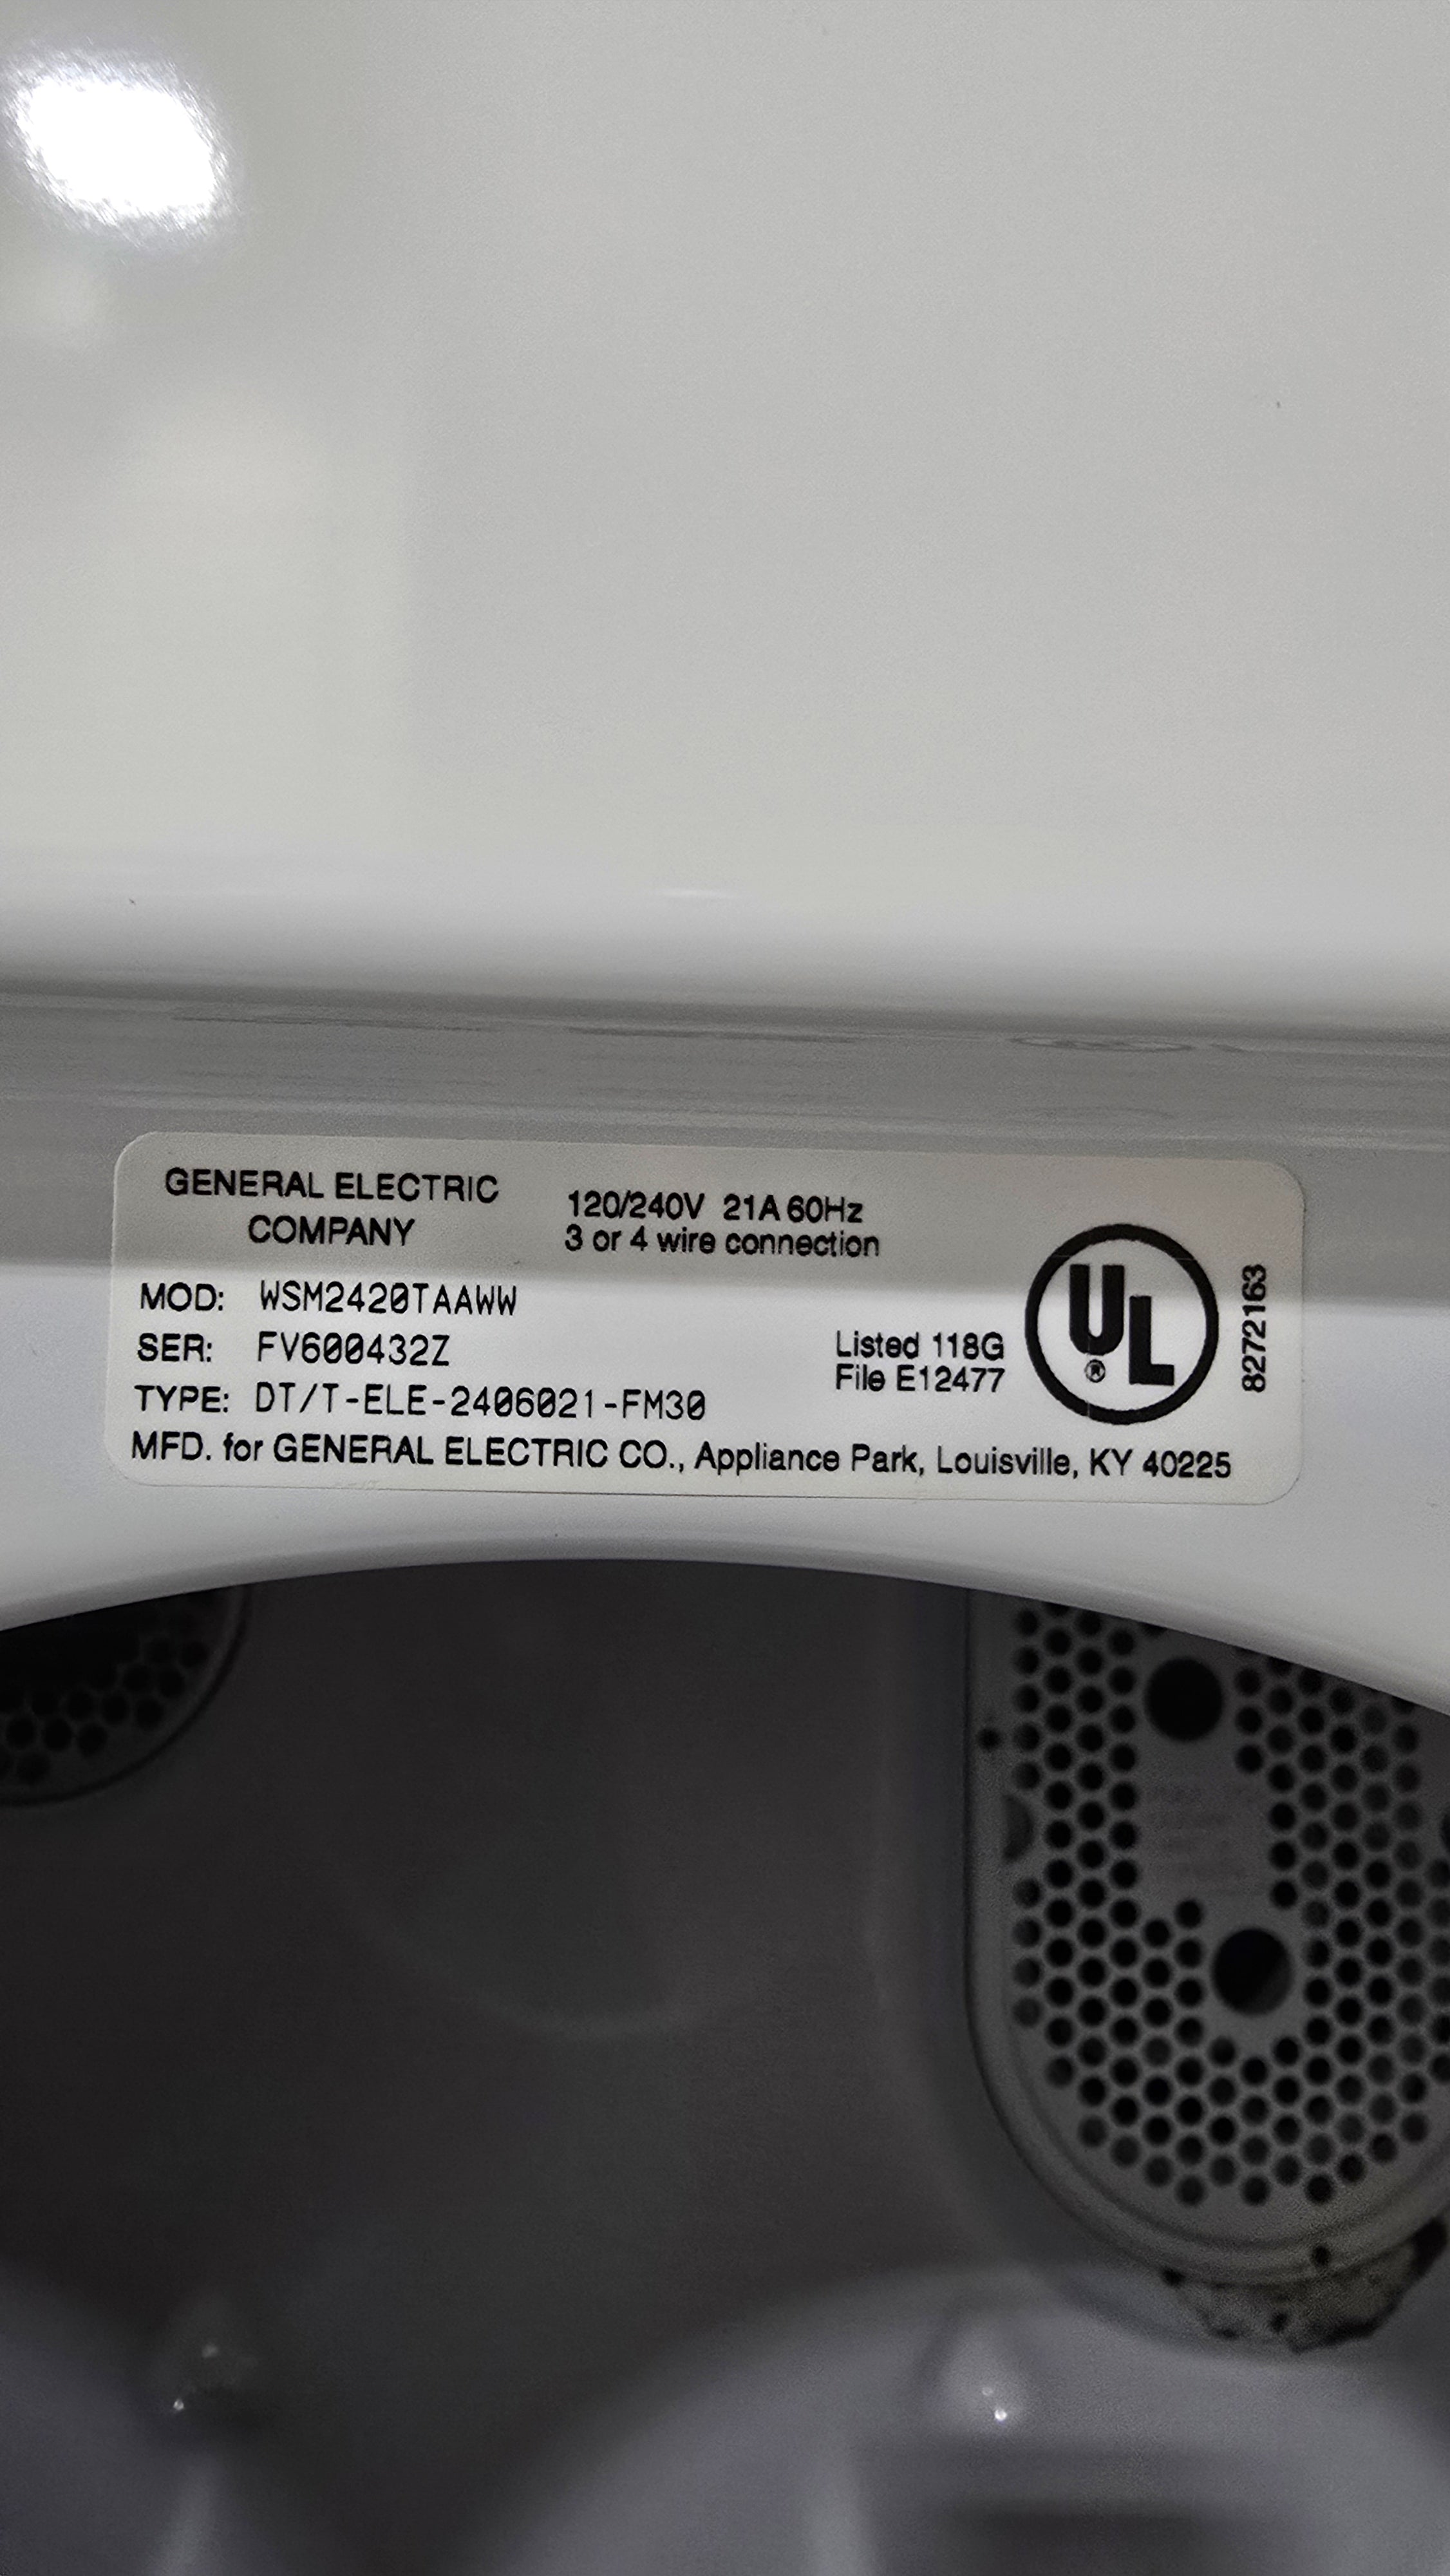 GENERAL ELECTRIC
COMPANY
120/240V 21A 60Hz
3 or 4 wire connection
MOD: WSM2420TAAWW
SER: FV600432Z
TYPE: DT/T-ELE-2406021-FM30
Listed 118G
File E12477
UL
®
8272163
MFD. for GENERAL ELECTRIC CO., Appliance Park, Louisville, KY 40225